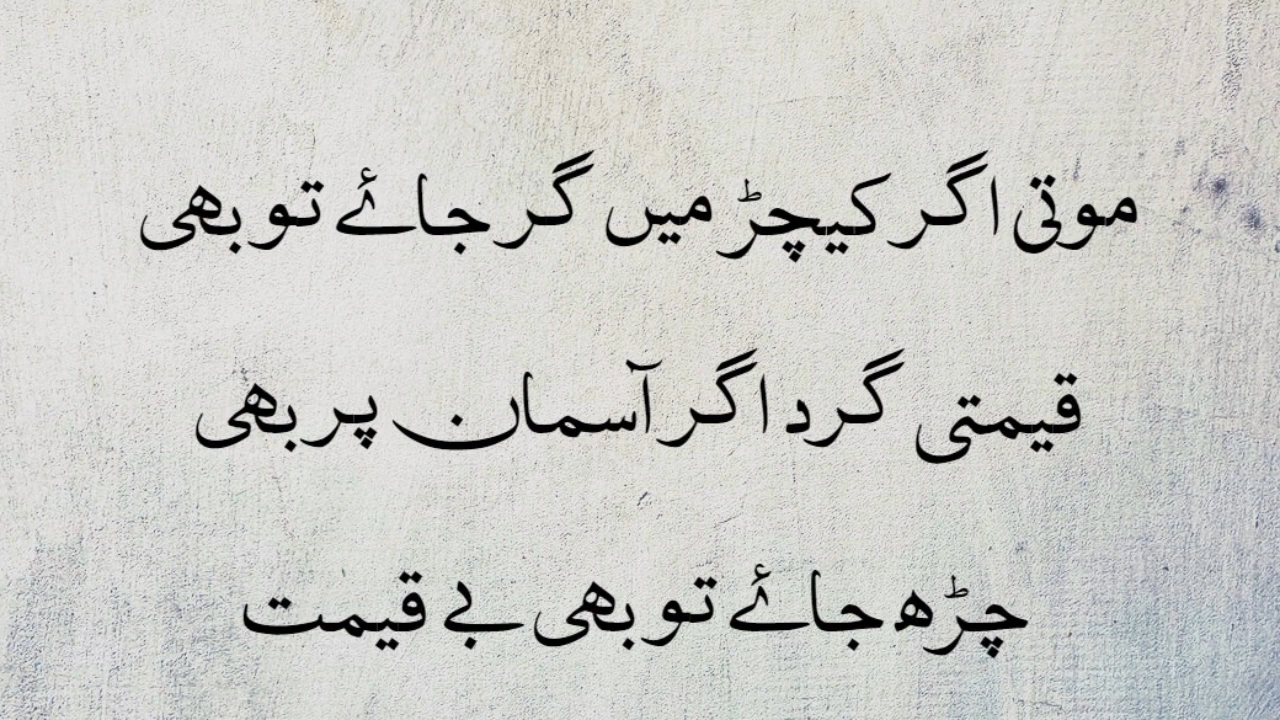 موتی اگر کیچڑ میں گر جائے تو بھی
قیمتی گرد اگر آسمان پر بھی
چڑھ جائے تو بھی بے قیمت